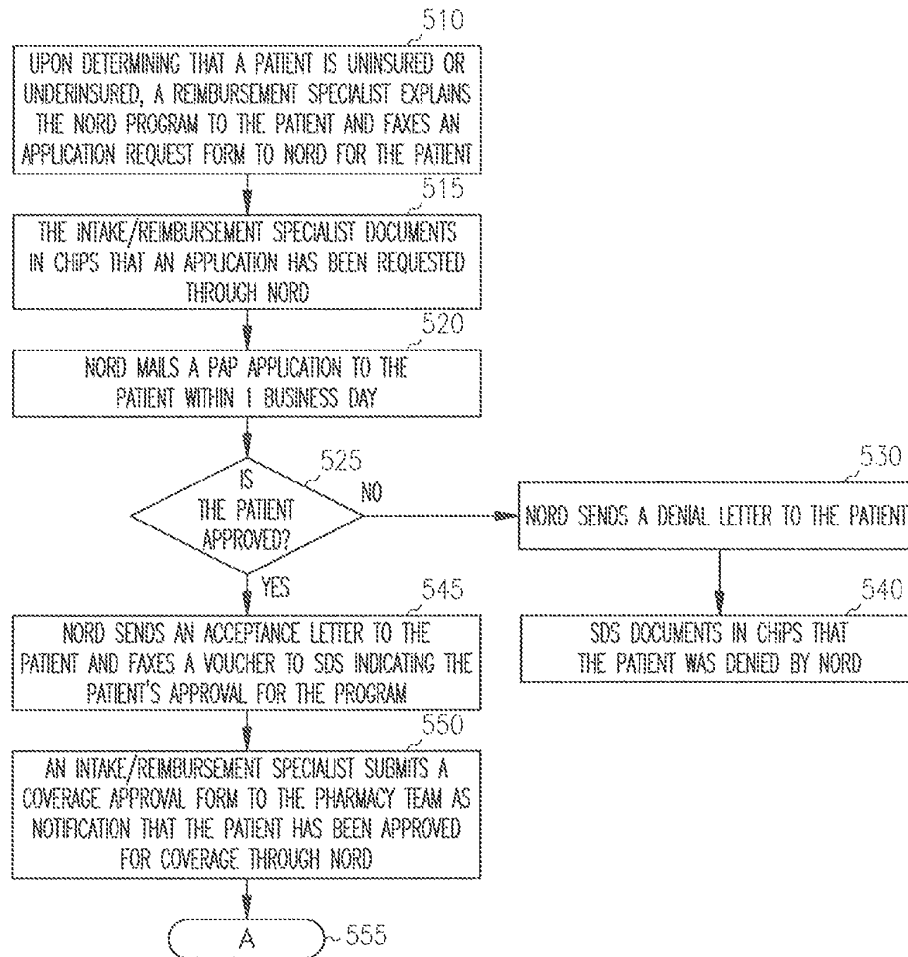 510
UPON DETERMINING THAT A PATIENT IS UNINSURED OR
UNDERINSURED, A REIMBURSEMENT SPECIALIST EXPLAINS
THE NORD PROGRAM TO THE PATIENT AND FAXES AN
APPLICATION REQUEST FORM TO NORD FOR THE PATIENT
515
THE INTAKE/REIMBURSEMENT SPECIALIST DOCUMENTS
IN CHIPS THAT AN APPLICATION HAS BEEN REQUESTED
THROUGH NORD
520
NORD MAILS A PAP APPLICATION TO THE
PATIENT WITHIN 1 BUSINESS DAY
525
IS
THE PATIENT
APPROVED?
NO
530
NORD SENDS A DENIAL LETTER TO THE PATIENT
540
SDS DOCUMENTS IN CHIPS THAT
THE PATIENT WAS DENIED BY NORD
YES
545
NORD SENDS AN ACCEPTANCE LETTER TO THE
PATIENT AND FAXES A VOUCHER TO SDS INDICATING THE
PATIENT'S APPROVAL FOR THE PROGRAM
550
AN INTAKE/REIMBURSEMENT SPECIALIST SUBMITS A
COVERAGE APPROVAL FORM TO THE PHARMACY TEAM AS
NOTIFICATION THAT THE PATIENT HAS BEEN APPROVED
FOR COVERAGE THROUGH NORD
A
555